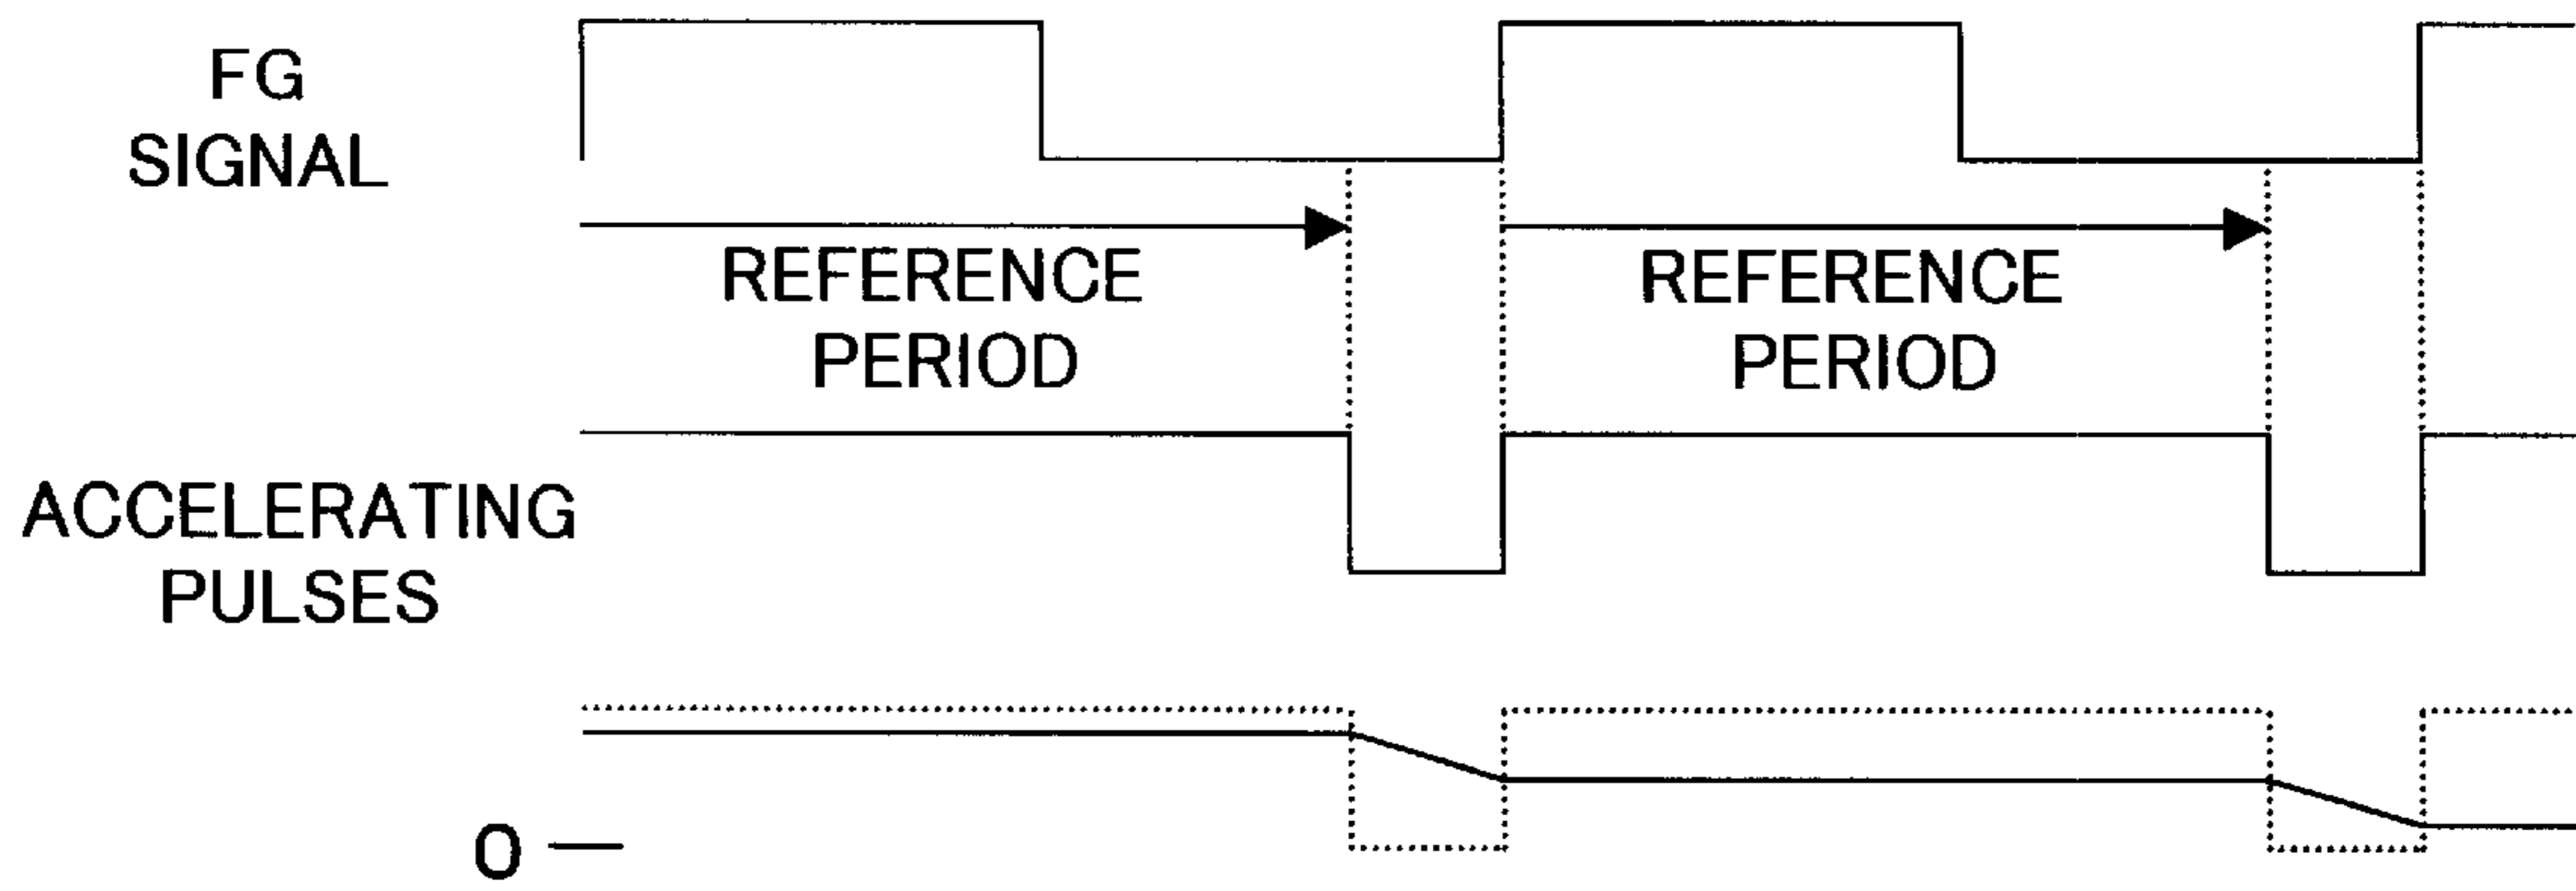 FG
SIGNAL
REFERENCE
PERIOD
REFERENCE
PERIOD
ACCELERATING
PULSES
0